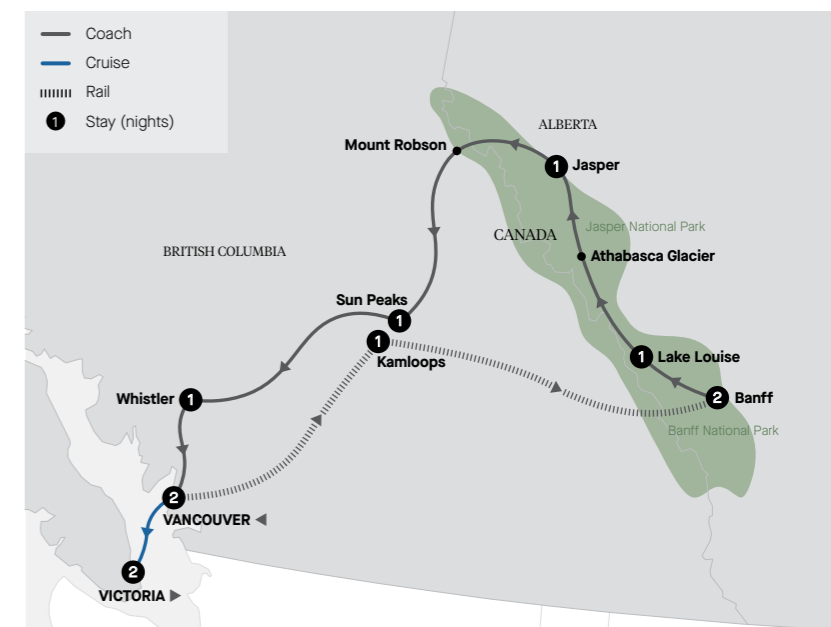 Coach
Cruise
Rail
1 Stay (nights)
ALBERTA
Mount Robson
1 Jasper
Jasper National Park
CANADA
BRITISH COLUMBIA
Athabasca Glacier
Sun Peaks
1
1
Kamloops
1 Lake Louise
Whistler 1
2 Banff
Banff National Park
2
VANCOUVER
2
VICTORIA